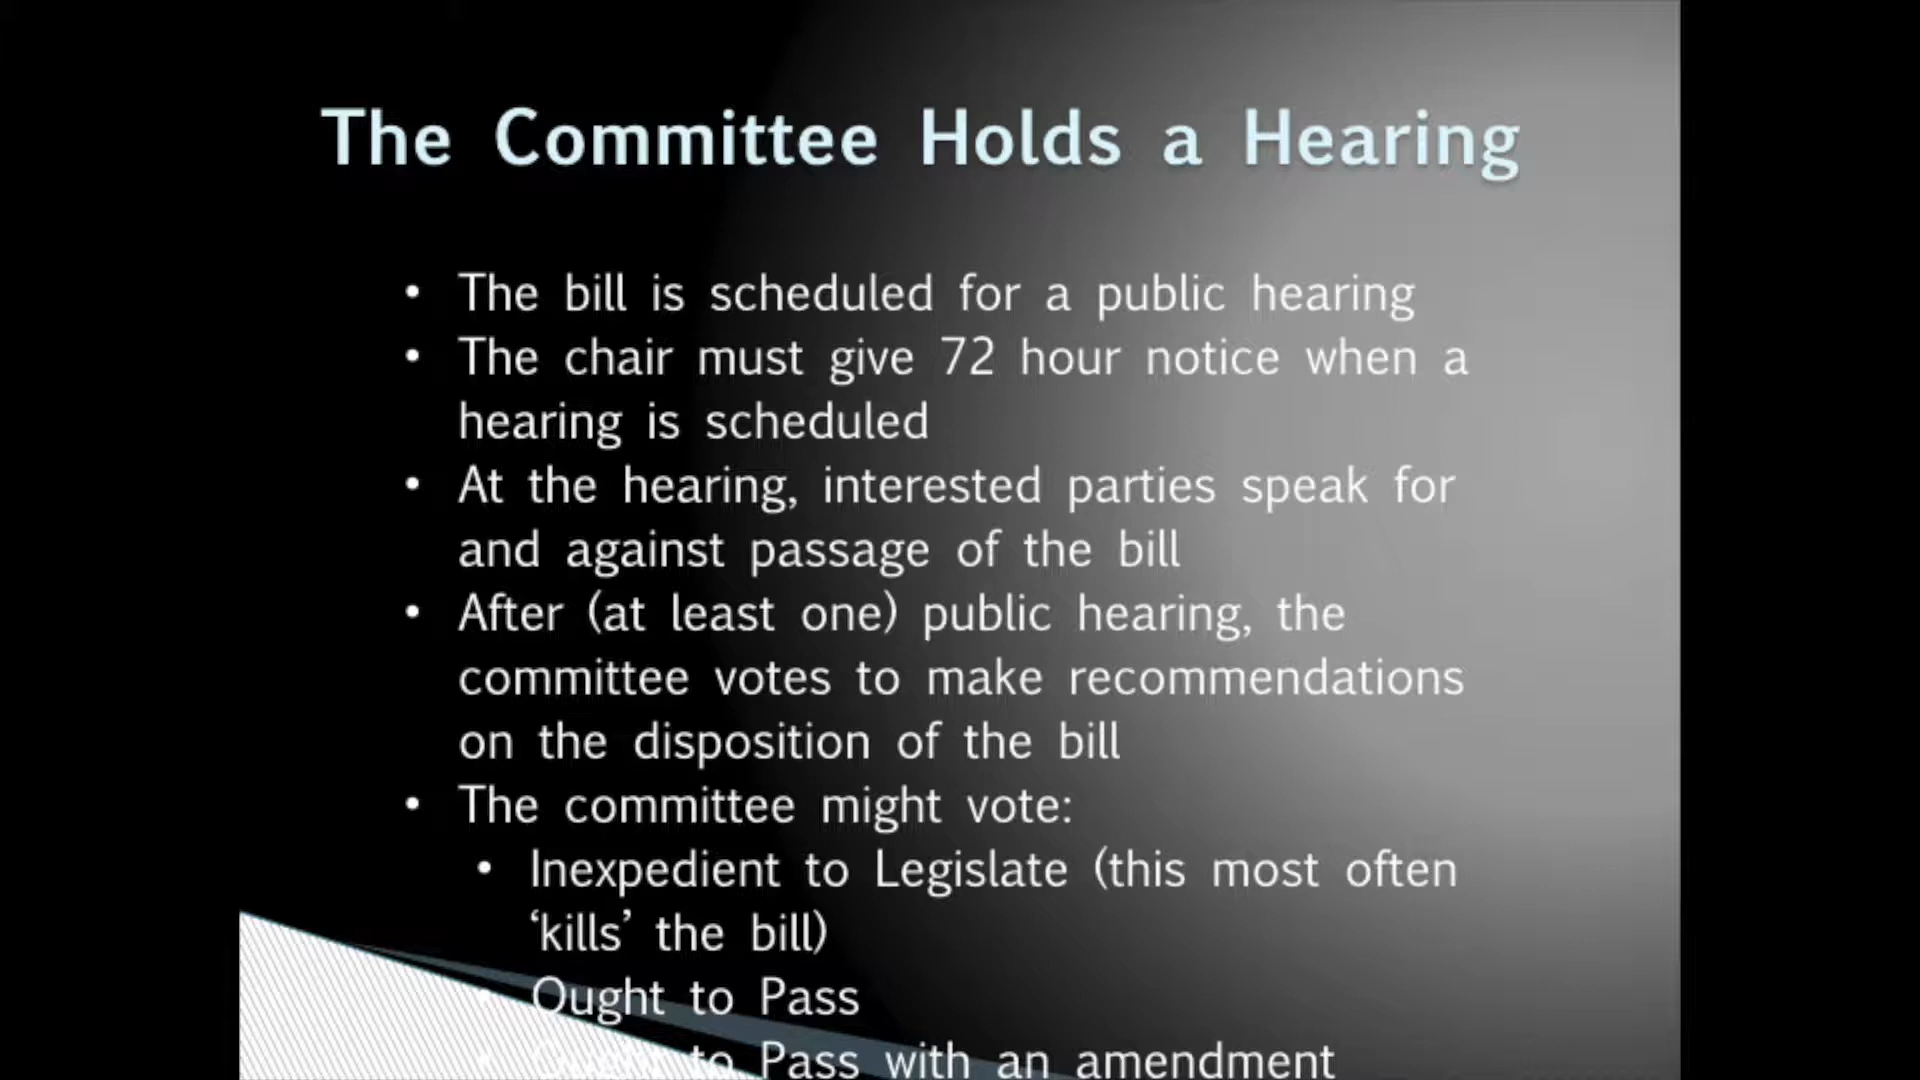 The Committee Holds a Hearing
• The bill is scheduled for a public hearing
• The chair must give 72 hour notice when a
hearing is scheduled
• At the hearing, interested parties speak for
and against passage of the bill
• After (at least one) public hearing, the
committee votes to make recommendations
on the disposition of the bill
• The committee might vote:
• Inexpedient to Legislate (this most often
‘kills’ the bill)
• Ought to Pass
• Ought to Pass with an amendment